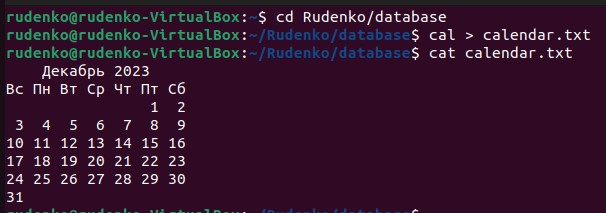 rudenko@rudenko-VirtualBox:~$ cd Rudenko/database
rudenko@rudenko-VirtualBox:~/Rudenko/database$ cal > calendar.txt
rudenko@rudenko-VirtualBox:~/Rudenko/database$ cat calendar.txt
    Декабрь 2023
Вс Пн Вт Ср Чт Пт Сб
                1  2
 3  4  5  6  7  8  9
10 11 12 13 14 15 16
17 18 19 20 21 22 23
24 25 26 27 28 29 30
31
rudenko@rudenko-VirtualBox:~/Rudenko/database$